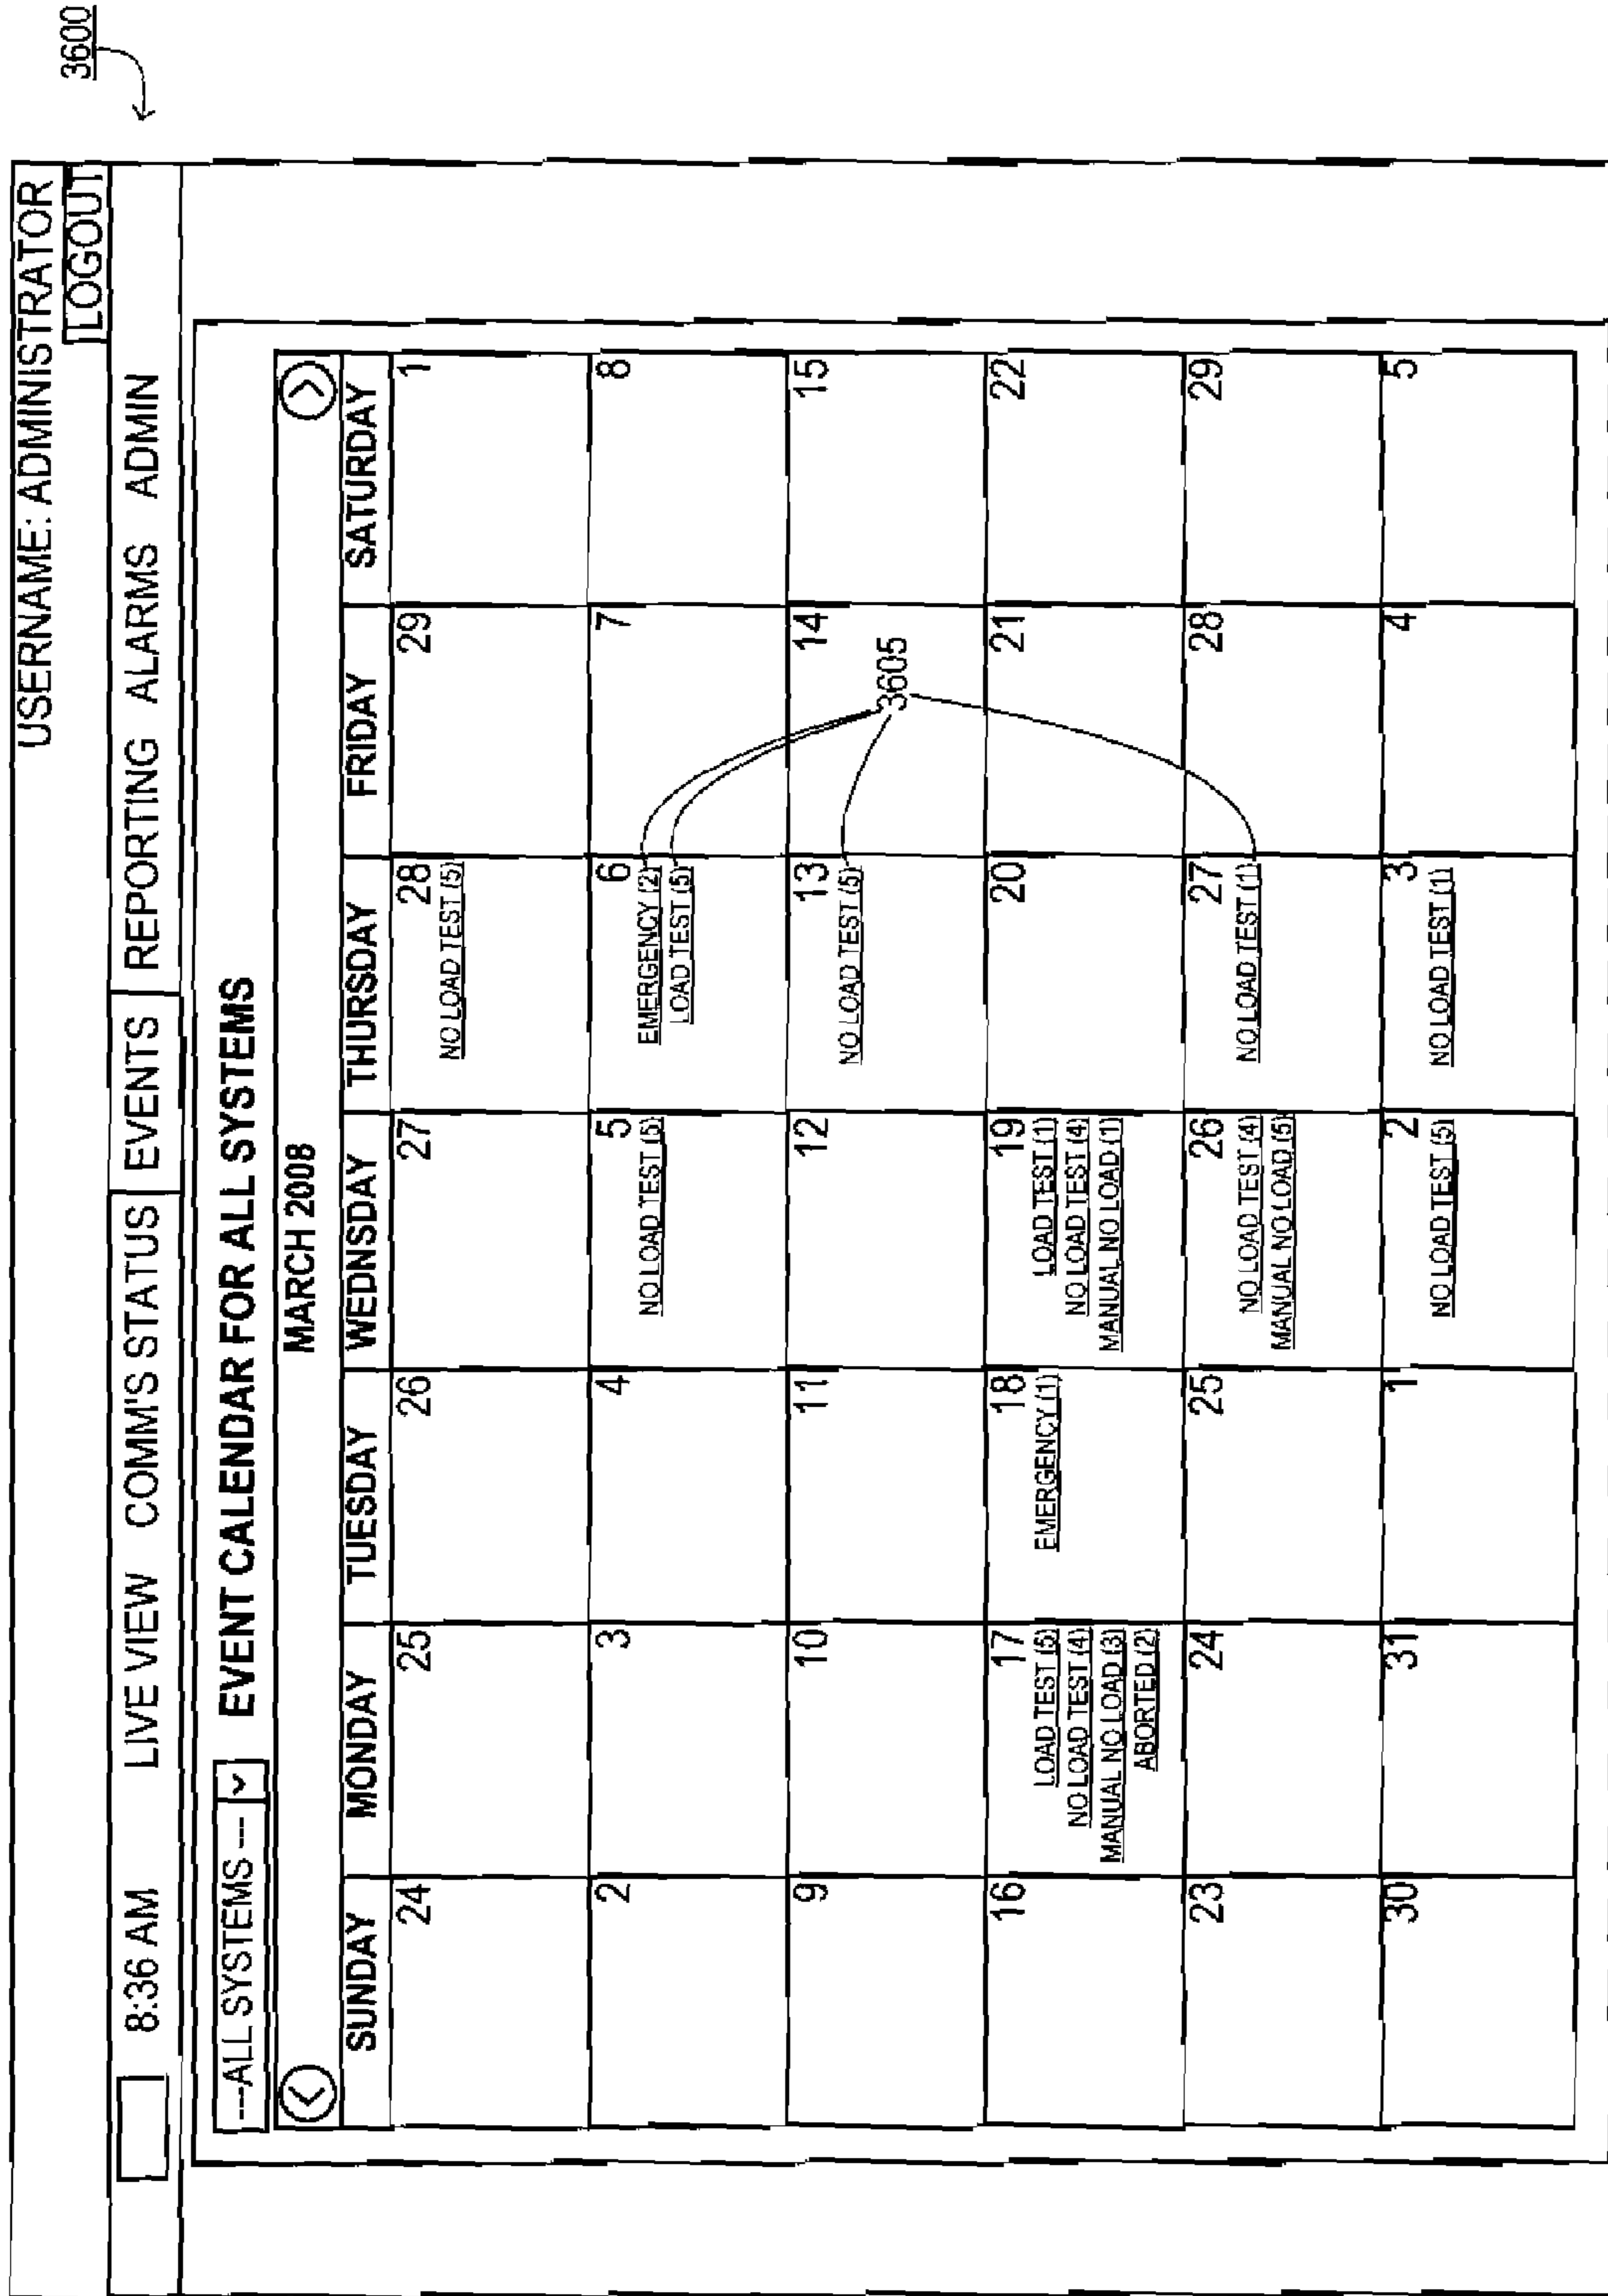 3600
USERNAME: ADMINISTRATOR
LOGOUT
8:36 AM LIVE VIEW COMM'S STATUS EVENTS REPORTING ALARMS ADMIN
---ALL SYSTEMS --- EVENT CALENDAR FOR ALL SYSTEMS
MARCH 2008
SUNDAY MONDAY TUESDAY WEDNSDAY THURSDAY FRIDAY SATURDAY
24 25 26 27 28 29 1
NO LOAD TEST (5)
2 3 4 5 6 7 8
NO LOAD TEST (5) EMERGENCY (2)
LOAD TEST (5)
9 10 11 12 13 14 15
NO LOAD TEST (5)
3605
16 17 18 19 20 21 22
LOAD TEST (5) EMERGENCY (1) LOAD TEST (1)
NO LOAD TEST (4) NO LOAD TEST (4)
MANUAL NO LOAD (3) MANUAL NO LOAD (1)
ABORTED (2)
23 24 25 26 27 28 29
NO LOAD TEST (4) NO LOAD TEST (1)
MANUAL NO LOAD (5)
30 31 1 2 3 4 5
NO LOAD TEST (5) NO LOAD TEST (1)